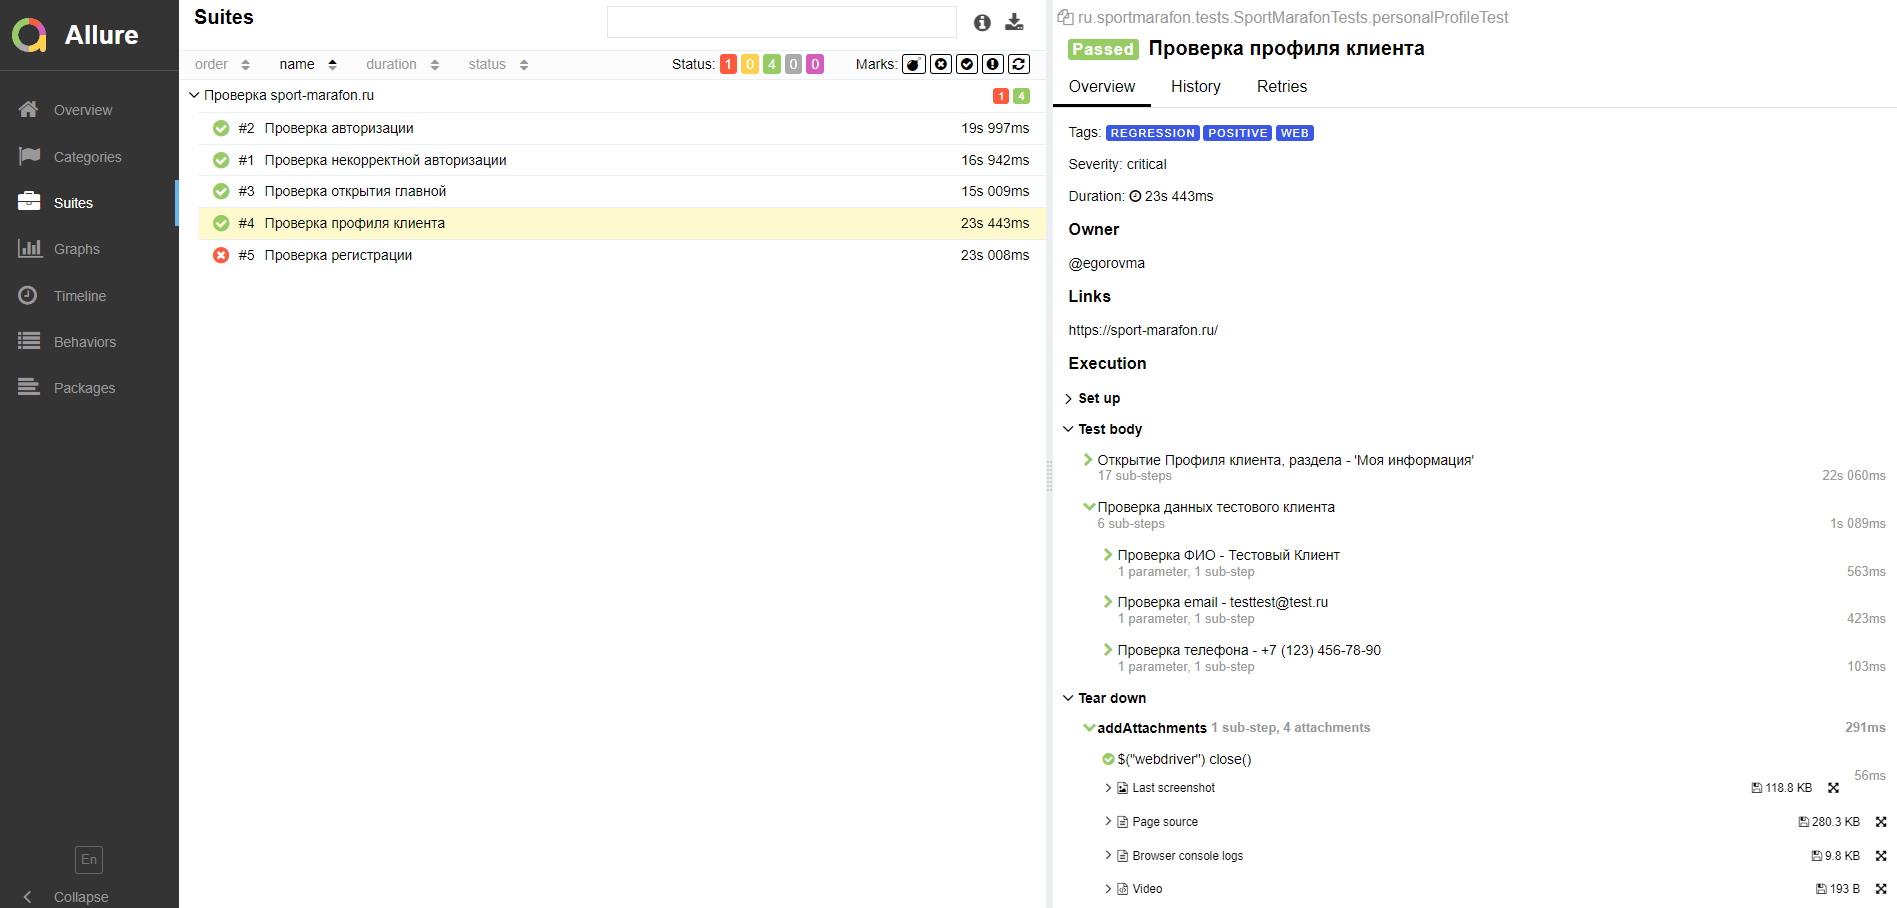 Allure
Overview
Categories
Suites
Graphs
Timeline
Behaviors
Packages
En
Collapse
Suites
order name duration status Status: 1 0 4 0 0 Marks:
Проверка sport-marafon.ru 1 4
#2 Проверка авторизации 19s 997ms
#1 Проверка некорректной авторизации 16s 942ms
#3 Проверка открытия главной 15s 009ms
#4 Проверка профиля клиента 23s 443ms
#5 Проверка регистрации 23s 008ms
ru.sportmarafon.tests.SportMarafonTests.personalProfileTest
Passed Проверка профиля клиента
Overview History Retries
Tags: REGRESSION POSITIVE WEB
Severity: critical
Duration: 23s 443ms
Owner
@egorovma
Links
https://sport-marafon.ru/
Execution
Set up
Test body
Открытие Профиля клиента, раздела - 'Моя информация'
17 sub-steps 22s 060ms
Проверка данных тестового клиента
6 sub-steps 1s 089ms
Проверка ФИО - Тестовый Клиент
1 parameter, 1 sub-step 563ms
Проверка email - testtest@test.ru
1 parameter, 1 sub-step 423ms
Проверка телефона - +7 (123) 456-78-90
1 parameter, 1 sub-step 103ms
Tear down
addAttachments 1 sub-step, 4 attachments 291ms
$("webdriver") close()
56ms
Last screenshot 118.8 KB
Page source 280.3 KB
Browser console logs 9.8 KB
Video 193 B